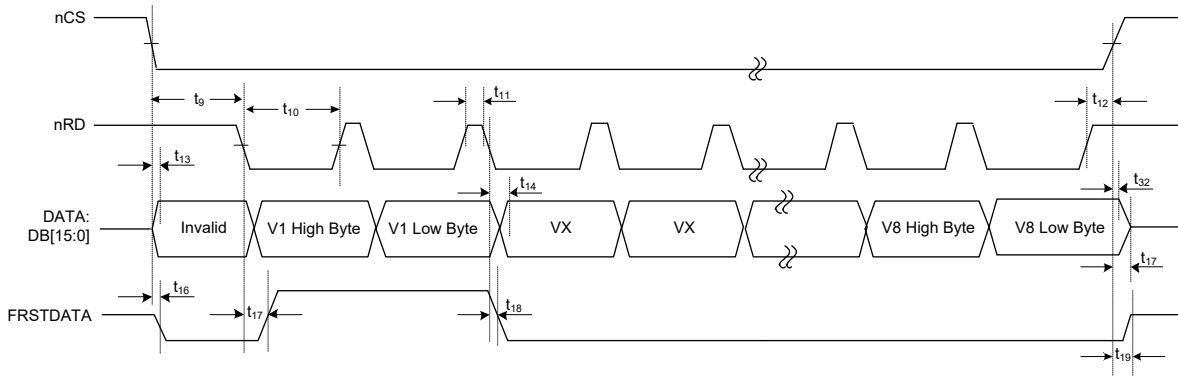 nCS
t9
t10
t11
t12
nRD
t13
t14
t32
DATA:
DB[15:0]
Invalid
V1 High Byte
V1 Low Byte
VX
VX
V8 High Byte
V8 Low Byte
t17
t16
FRSTDATA
t17
t18
t19